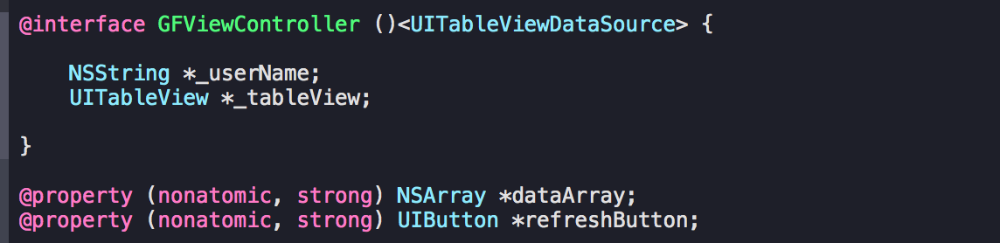 @interface GFViewController ()<UITableViewDataSource> {
NSString *_userName;
UITableView *_tableView;
}
@property (nonatomic, strong) NSArray *dataArray;
@property (nonatomic, strong) UIButton *refreshButton;